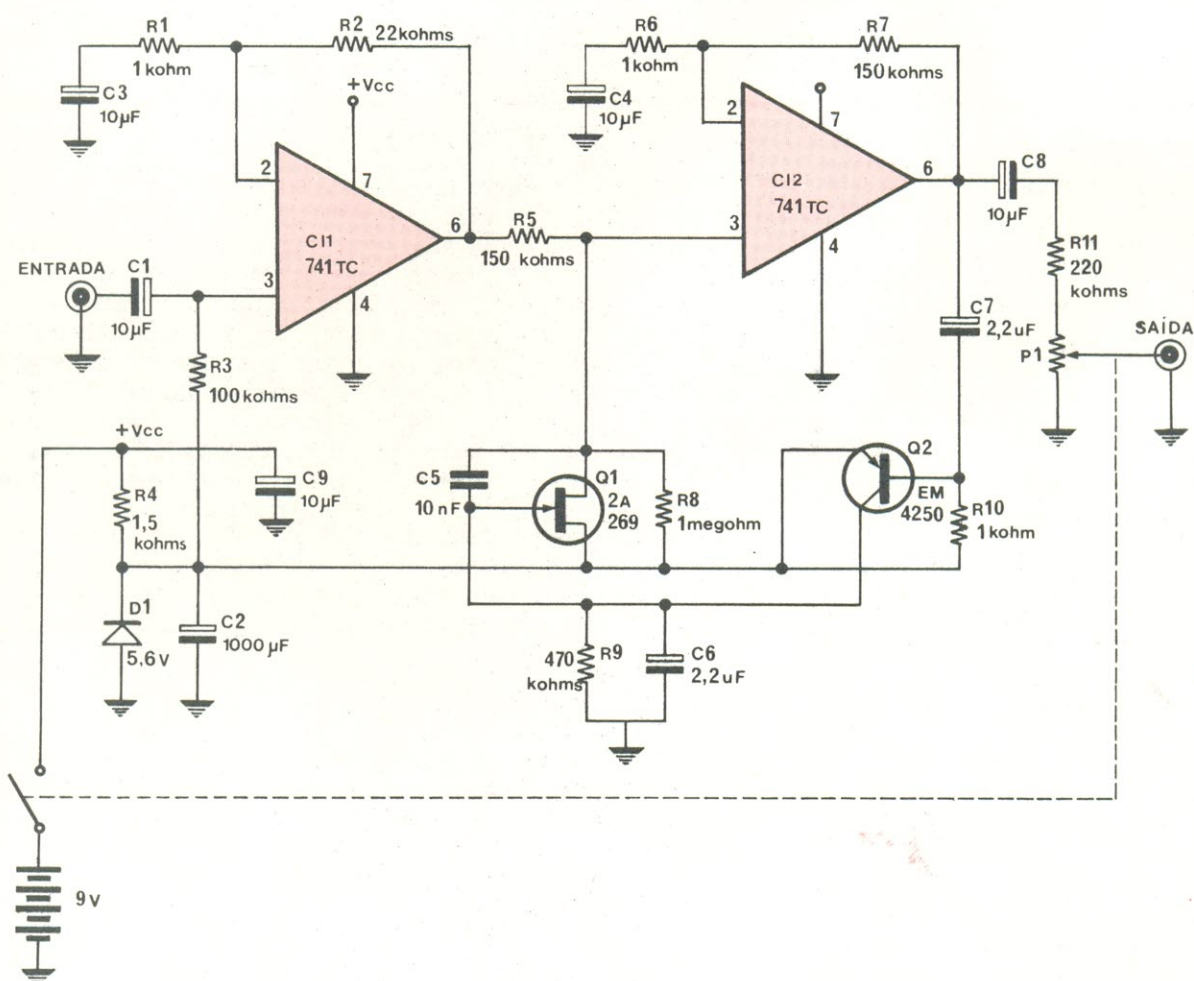 R1
1kohm
R2
22kohms
C3
10µF
+Vcc
2
7
CI1
741TC
6
3
4
ENTRADA
C1
10µF
R3
100kohms
R5
150 kohms
R6
1kohm
R7
150kohms
C4
10µF
2
7
CI2
741TC
6
3
4
C8
10µF
R11
220
kohms
C7
2,2uF
P1
SAÍDA
+Vcc
R4
1,5
kohms
C9
10µF
C5
10nF
Q1
2A
269
R8
1megohm
Q2
EM
4250
R10
1kohm
D1
5,6V
C2
1000µF
470
kohms
R9
C6
2,2uF
9V